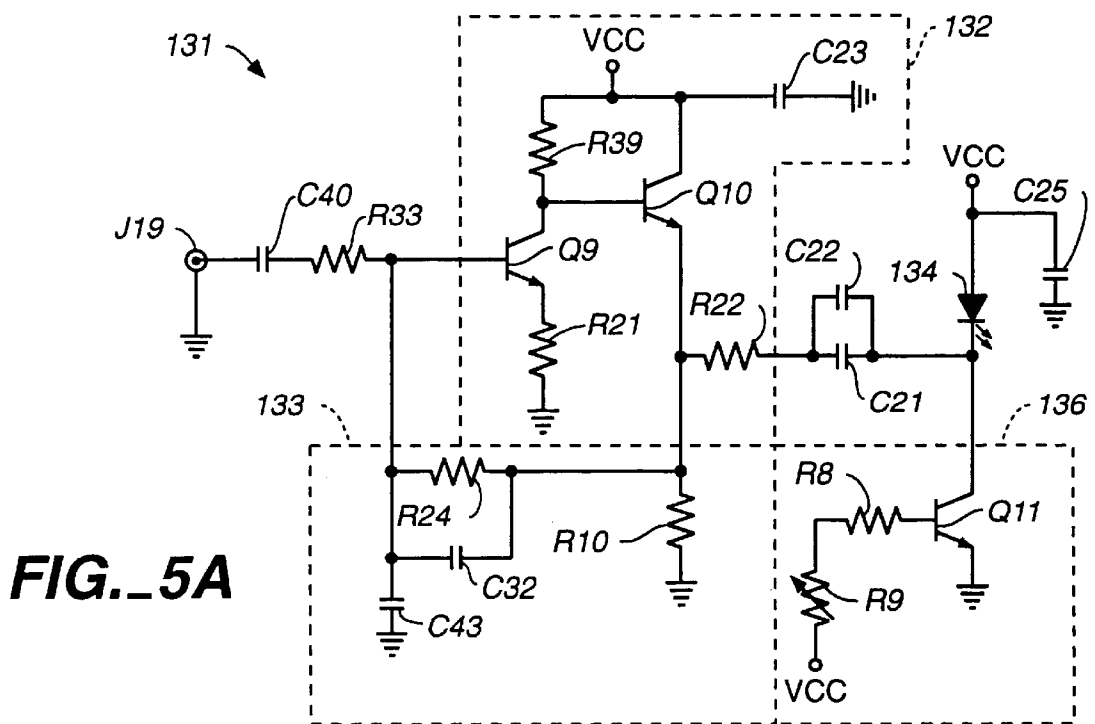 131
132
VCC
C23
R39
VCC
C25
C40
R33
J19
Q10
Q9
C22
134
R21
R22
C21
133
136
R8
R24
Q11
R10
C32
R9
C43
VCC
FIG._5A